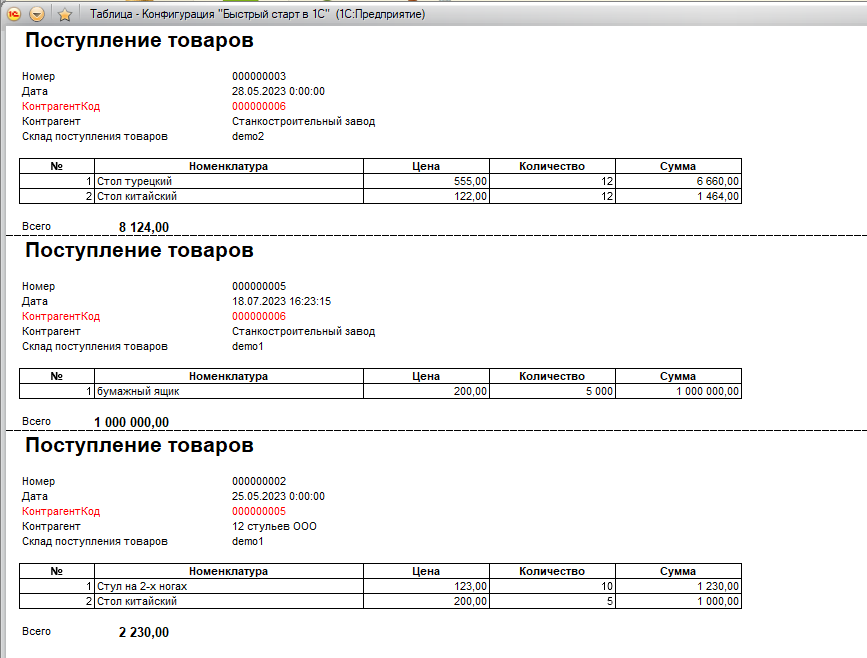 Таблица - Конфигурация "Быстрый старт в 1С" (1С:Предприятие)
Поступление товаров
Номер 000000003
Дата 28.05.2023 0:00:00
КонтрагентКод 000000006
Контрагент Станкостроительный завод
Склад поступления товаров demo2
№ Номенклатура Цена Количество Сумма
1 Стол турецкий 555,00 12 6 660,00
2 Стол китайский 122,00 12 1 464,00
Всего 8 124,00
Поступление товаров
Номер 000000005
Дата 18.07.2023 16:23:15
КонтрагентКод 000000006
Контрагент Станкостроительный завод
Склад поступления товаров demo1
№ Номенклатура Цена Количество Сумма
1 бумажный ящик 200,00 5 000 1 000 000,00
Всего 1 000 000,00
Поступление товаров
Номер 000000002
Дата 25.05.2023 0:00:00
КонтрагентКод 000000005
Контрагент 12 стульев ООО
Склад поступления товаров demo1
№ Номенклатура Цена Количество Сумма
1 Стул на 2-х ногах 123,00 10 1 230,00
2 Стол китайский 200,00 5 1 000,00
Всего 2 230,00